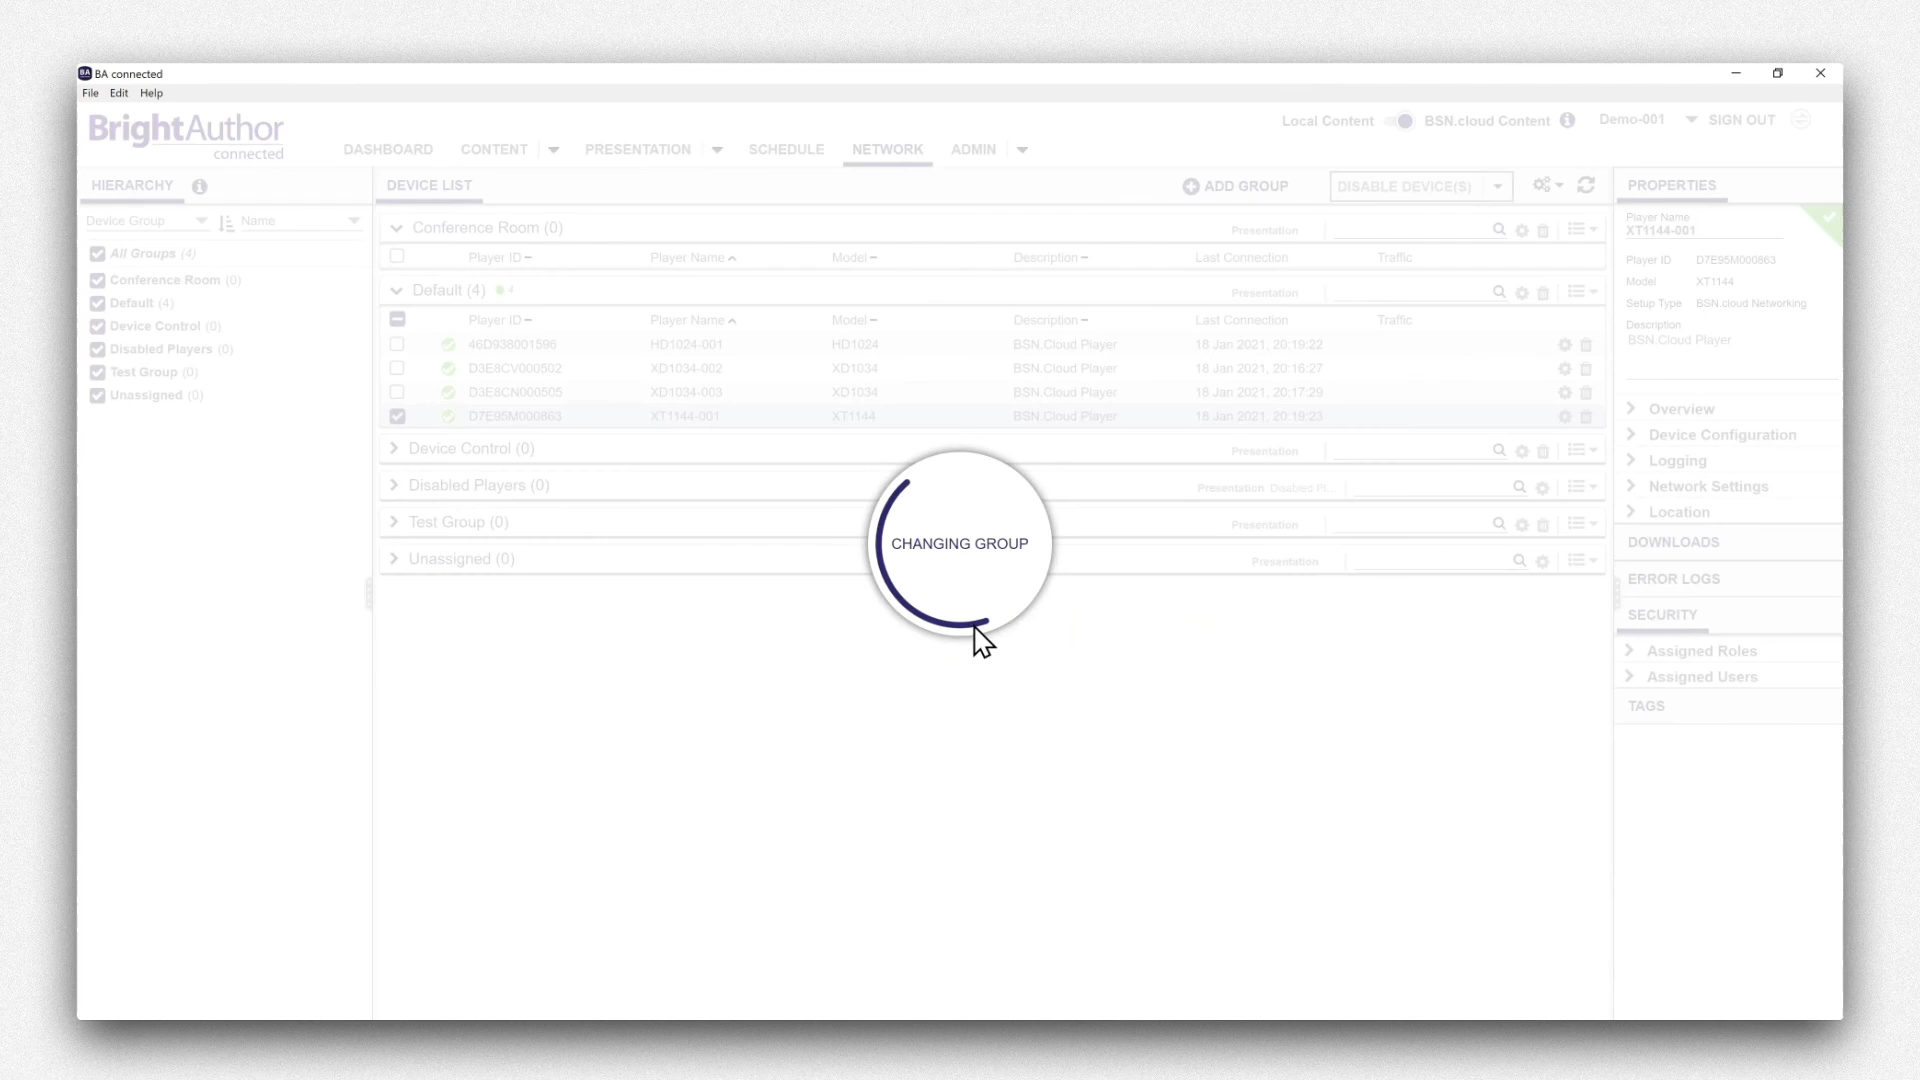 BA connected
File Edit Help
BrightAuthor
connected
DASHBOARD CONTENT PRESENTATION SCHEDULE NETWORK ADMIN
Local Content BSN.cloud Content Demo-001 SIGN OUT
HIERARCHY
Device Group Name
All Groups (4)
Conference Room (0)
Default (4)
Device Control (0)
Disabled Players (0)
Test Group (0)
Unassigned (0)
DEVICE LIST ADD GROUP DISABLE DEVICE(S)
Conference Room (0) Presentation
Player ID Player Name Model Description Last Connection Traffic
Default (4) 4 Presentation
Player ID Player Name Model Description Last Connection Traffic
46D938001596 HD1024-001 HD1024 BSN.Cloud Player 18 Jan 2021, 20:19:22
D3E8CV000502 XD1034-002 XD1034 BSN.Cloud Player 18 Jan 2021, 20:16:27
D3E8CN000505 XD1034-003 XD1034 BSN.Cloud Player 18 Jan 2021, 20:17:29
D7E95M000863 XT1144-001 XT1144 BSN.Cloud Player 18 Jan 2021, 20:19:23
Device Control (0) Presentation
Disabled Players (0) Presentation Disabled Pl...
Test Group (0) Presentation
Unassigned (0) Presentation
CHANGING GROUP
PROPERTIES
Player Name
XT1144-001
Player ID D7E95M000863
Model XT1144
Setup Type BSN.cloud Networking
Description
BSN.Cloud Player
Overview
Device Configuration
Logging
Network Settings
Location
DOWNLOADS
ERROR LOGS
SECURITY
Assigned Roles
Assigned Users
TAGS